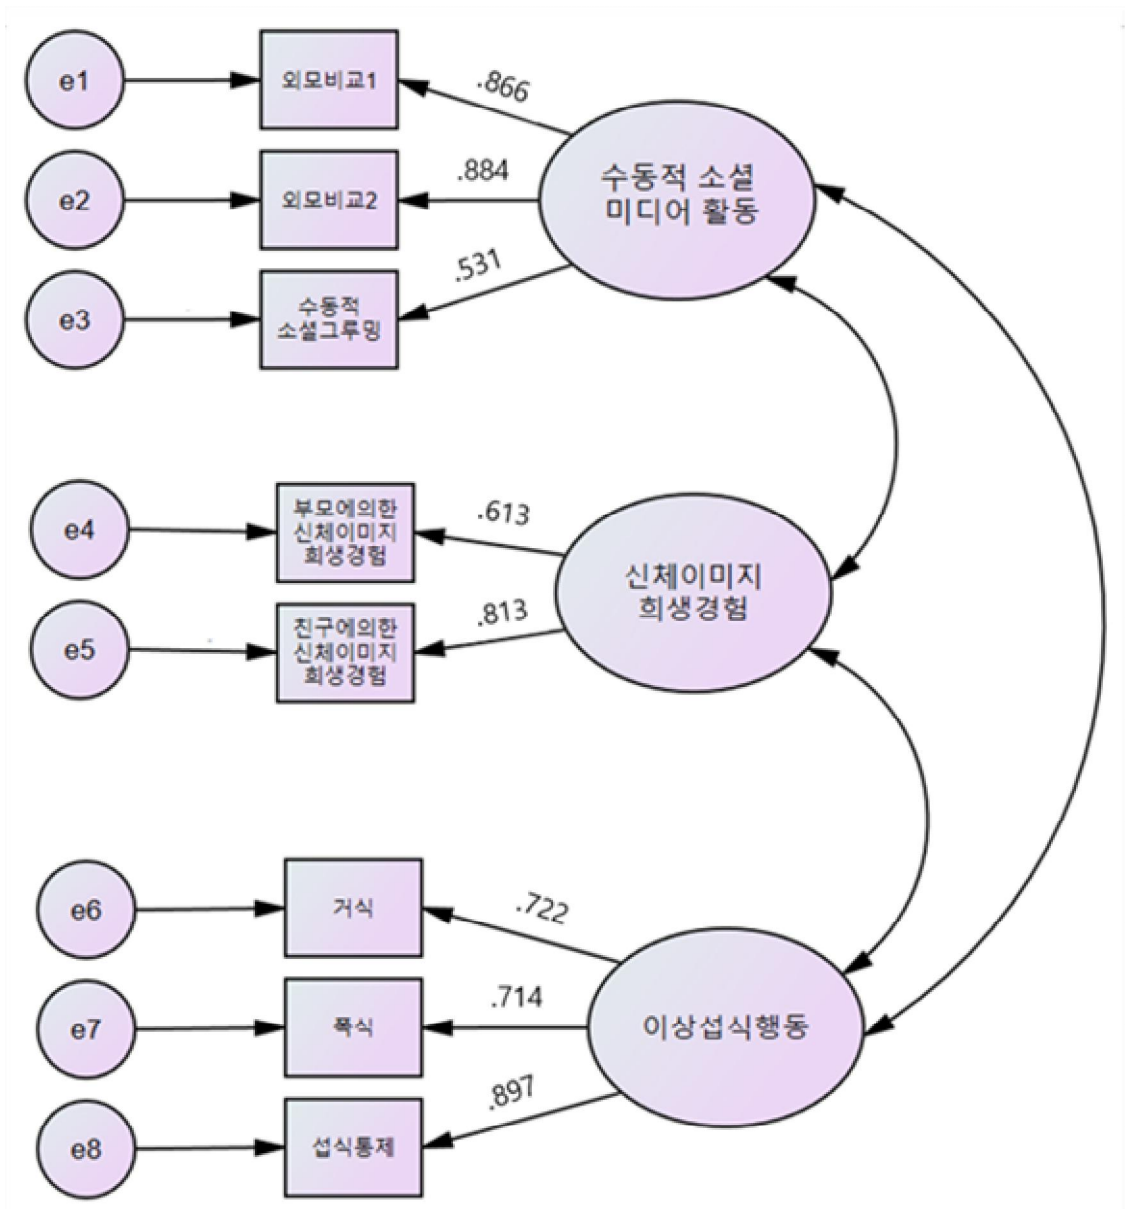 e1
외모비교1
.866
e2
외모비교2
.884
수동적 소셜
미디어 활동
e3
수동적
소셜그루밍
.531
e4
부모에의한
신체이미지
희생경험
.613
신체이미지
희생경험
e5
친구에의한
신체이미지
희생경험
.813
e6
거식
.722
e7
폭식
.714
이상섭식행동
e8
섭식통제
.897